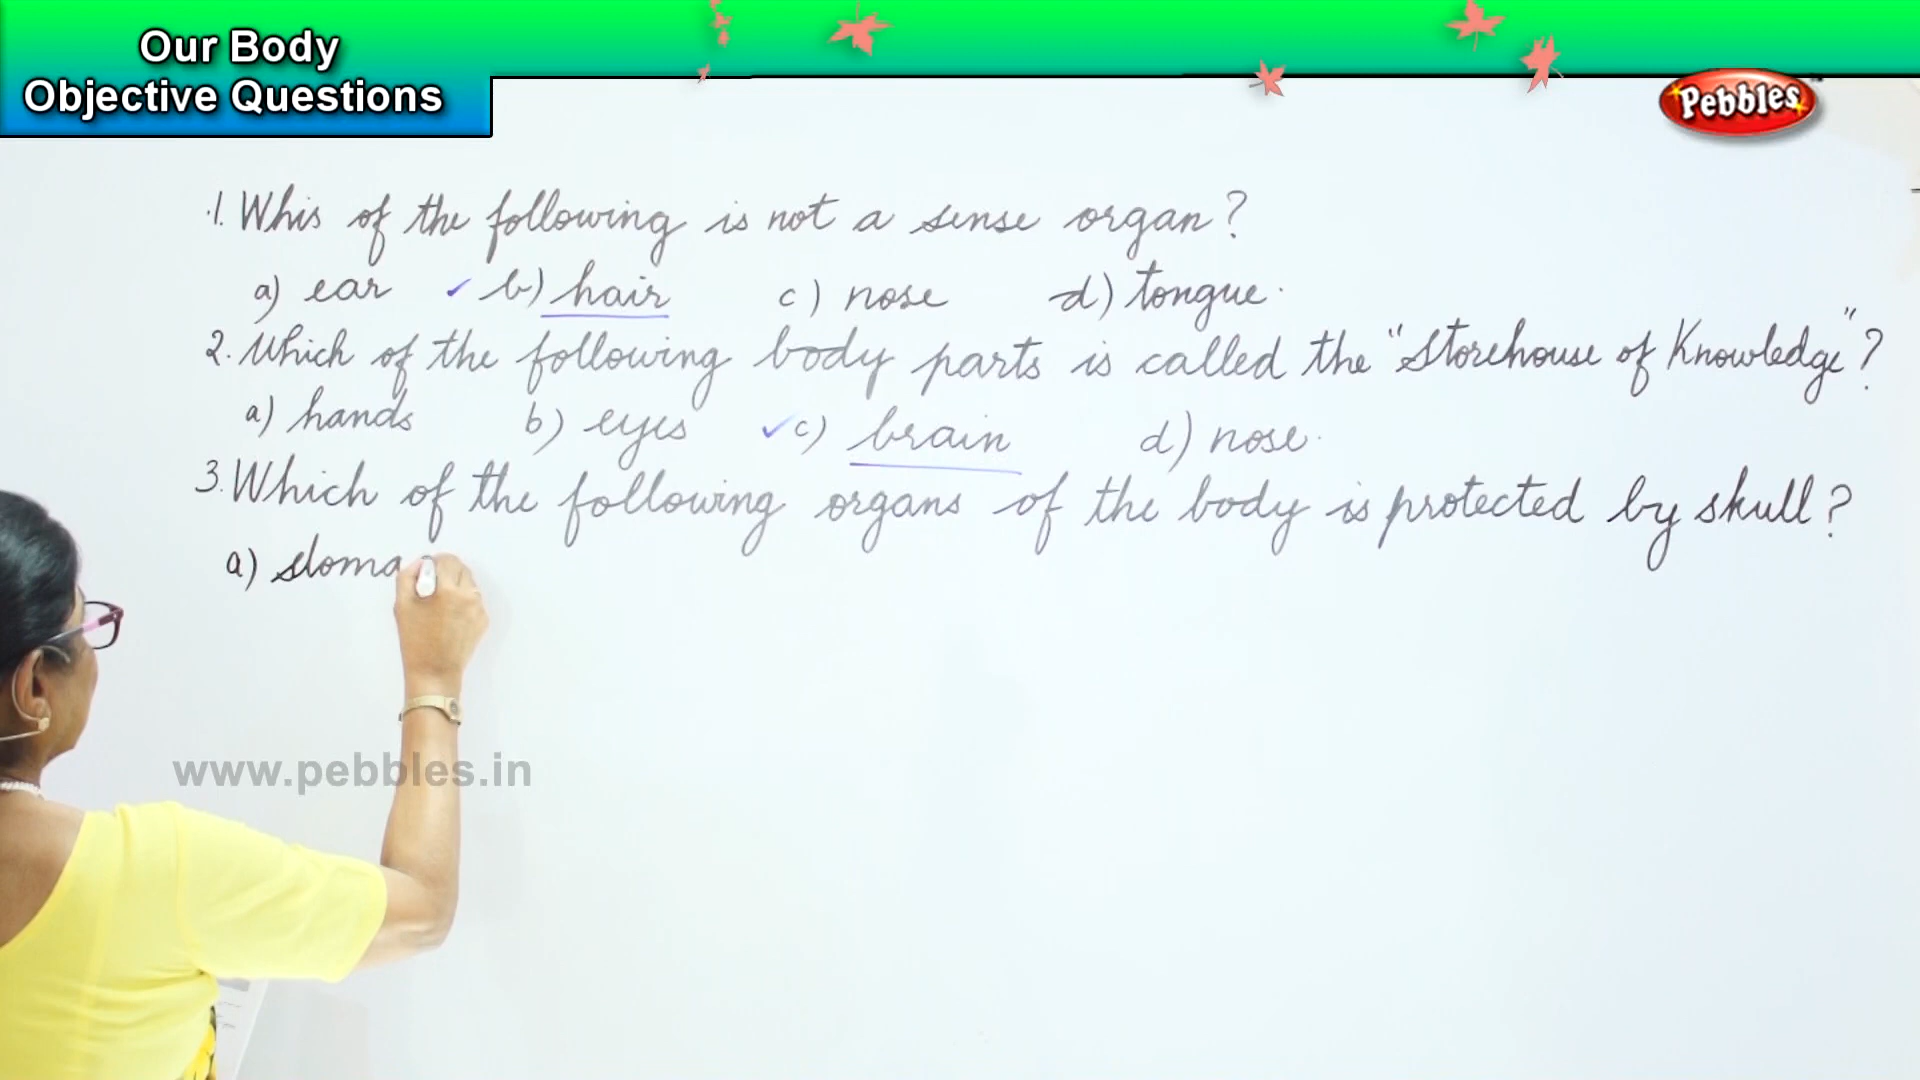 Our Body
Objective Questions
Pebbles
1. Whis of the following is not a sense organ?
a) ear ✓ b) hair c) nose d) tongue.
2. Which of the following body parts is called the "Storehouse of Knowledge"?
a) hands b) eyes ✓ c) brain d) nose.
3. Which of the following organs of the body is protected by skull?
a) stoma
www.pebbles.in